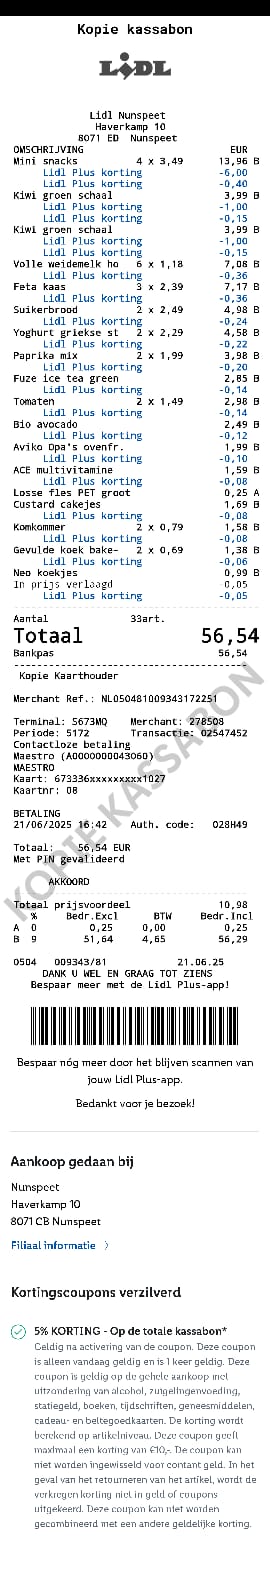 Kopie kassabon
LIDL
Lidl Nunspeet
Haverkamp 10
8071 ED Nunspeet
OMSCHRIJVING EUR
Mini snacks 4 x 3,49 13,96 B
Lidl Plus korting -6,00
Lidl Plus korting -0,40
Kiwi groen schaal 3,99 B
Lidl Plus korting -1,00
Lidl Plus korting -0,15
Kiwi groen schaal 3,99 B
Lidl Plus korting -1,00
Lidl Plus korting -0,15
Volle weidemelk ho 6 x 1,18 7,08 B
Lidl Plus korting -0,36
Feta kaas 3 x 2,39 7,17 B
Lidl Plus korting -0,36
Suikerbrood 2 x 2,49 4,98 B
Lidl Plus korting -0,24
Yoghurt griekse st 2 x 2,29 4,58 B
Lidl Plus korting -0,22
Paprika mix 2 x 1,99 3,98 B
Lidl Plus korting -0,20
Fuze ice tea green 2,85 B
Lidl Plus korting -0,14
Tomaten 2 x 1,49 2,98 B
Lidl Plus korting -0,14
Bio avocado 2,49 B
Lidl Plus korting -0,12
Aviko Opa's ovenfr. 1,99 B
Lidl Plus korting -0,10
ACE multivitamine 1,59 B
Lidl Plus korting -0,08
Losse fles PET groot 0,25 A
Custard cakejes 1,69 B
Lidl Plus korting -0,08
Komkommer 2 x 0,79 1,58 B
Lidl Plus korting -0,08
Gevulde koek bake- 2 x 0,69 1,38 B
Lidl Plus korting -0,06
Neo koekjes 0,99 B
In prijs verlaagd -0,05
Lidl Plus korting -0,05
Aantal 33art.
Totaal 56,54
Bankpas 56,54
Kopie Kaarthouder
Merchant Ref.: NL050481009343172251
Terminal: 5673MQ Merchant: 278508
Periode: 5172 Transactie: 02547452
Contactloze betaling
Maestro (A0000000043060)
MAESTRO
Kaart: 673336xxxxxxxxx1027
Kaartnr: 08
BETALING
21/06/2025 16:42 Auth. code: 028H49
Totaal: 56,54 EUR
Met PIN gevalideerd
AKKOORD
KOPIE KASSABON
Totaal prijsvoordeel 10,98
% Bedr.Excl BTW Bedr.Incl
A 0 0,25 0,00 0,25
B 9 51,64 4,65 56,29
0504 009343/81 21.06.25
DANK U WEL EN GRAAG TOT ZIENS
Bespaar meer met de Lidl Plus-app!
Bespaar nóg meer door het blijven scannen van
jouw Lidl Plus-app.
Bedankt voor je bezoek!
Aankoop gedaan bij
Nunspeet
Haverkamp 10
8071 CB Nunspeet
Filiaal informatie
Kortingscoupons verzilverd
5% KORTING - Op de totale kassabon*
Geldig na activering van de coupon. Deze coupon
is alleen vandaag geldig en is 1 keer geldig. Deze
coupon is geldig op de gehele aankoop met
uitzondering van alcohol, zuigelingenvoeding,
statiegeld, boeken, tijdschriften, geneesmiddelen,
cadeau- en beltegoedkaarten. De korting wordt
berekend op artikelniveau. Deze coupon geeft
maximaal een korting van €10,-. De coupon kan
niet worden ingewisseld voor contant geld. In het
geval van het retourneren van het artikel, wordt de
verkregen korting niet in geld of coupons
uitgekeerd. Deze coupon kan niet worden
gecombineerd met een andere geldelijke korting.